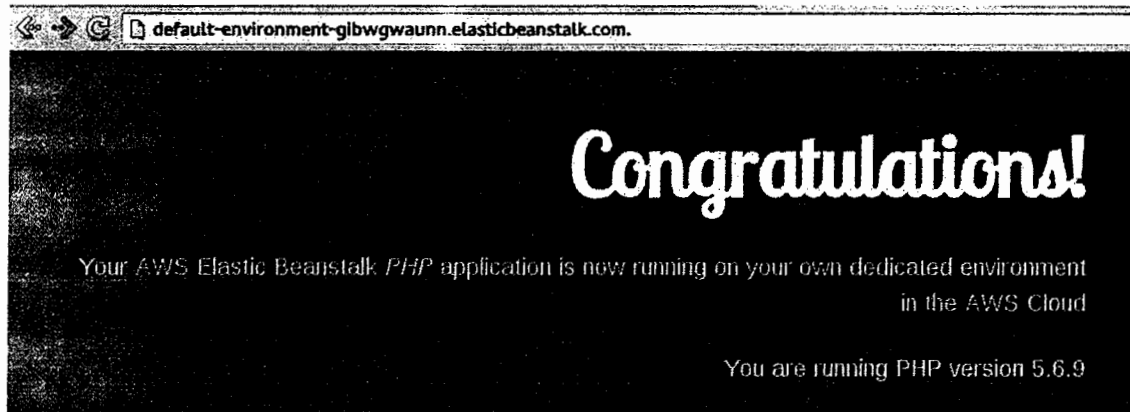 default-environment-gibwgwaunn.elasticbeanstalk.com.
Congratulations!
Your AWS Elastic Beanstalk PHP application is now running on your own dedicated environment
in the AWS Cloud
You are running PHP version 5.6.9